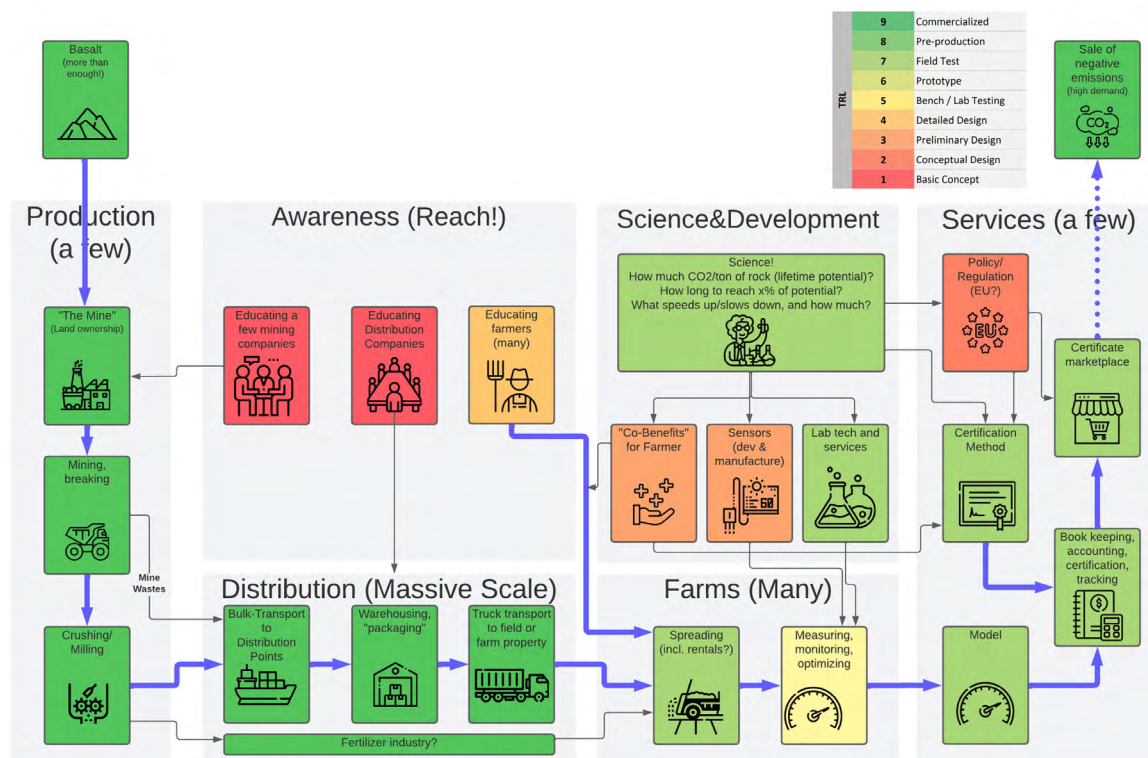 Basalt
(more than
enough!)
TRL
9 Commercialized
8 Pre-production
7 Field Test
6 Prototype
5 Bench / Lab Testing
4 Detailed Design
3 Preliminary Design
2 Conceptual Design
1 Basic Concept
Sale of
negative
emissions
(high demand)
CO2
Production
(a few)
"The Mine"
(Land ownership)
Mining,
breaking
Mine
Wastes
Crushing/
Milling
Awareness (Reach!)
Educating a
few mining
companies
Educating
Distribution
Companies
Educating
farmers
(many)
Distribution (Massive Scale)
Bulk-Transport
to
Distribution
Points
Warehousing,
"packaging"
Truck transport
to field or
farm property
Fertilizer industry?
Science&Development
Science!
How much CO2/ton of rock (lifetime potential)?
How long to reach x% of potential?
What speeds up/slows down, and how much?
"Co-Benefits"
for Farmer
Sensors
(dev &
manufacture)
60
Lab tech and
services
Farms (Many)
Spreading
(incl. rentals?)
Measuring,
monitoring,
optimizing
Services (a few)
Policy/
Regulation
(EU?)
EU
Certificate
marketplace
Certification
Method
Book keeping,
accounting,
certification,
tracking
$
Model